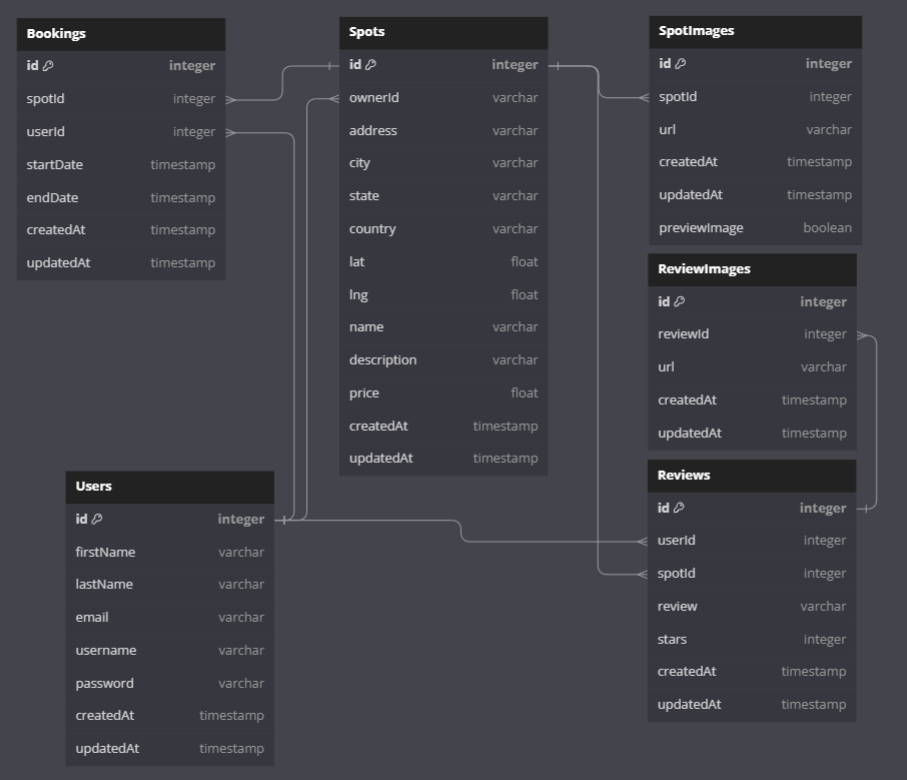 Bookings
id integer
spotId integer
userId integer
startDate timestamp
endDate timestamp
createdAt timestamp
updatedAt timestamp
Spots
id integer
ownerId varchar
address varchar
city varchar
state varchar
country varchar
lat float
lng float
name varchar
description varchar
price float
createdAt timestamp
updatedAt timestamp
SpotImages
id integer
spotId integer
url varchar
createdAt timestamp
updatedAt timestamp
previewImage boolean
ReviewImages
id integer
reviewId integer
url varchar
createdAt timestamp
updatedAt timestamp
Users
id integer
firstName varchar
lastName varchar
email varchar
username varchar
password varchar
createdAt timestamp
updatedAt timestamp
Reviews
id integer
userId integer
spotId integer
review varchar
stars integer
createdAt timestamp
updatedAt timestamp